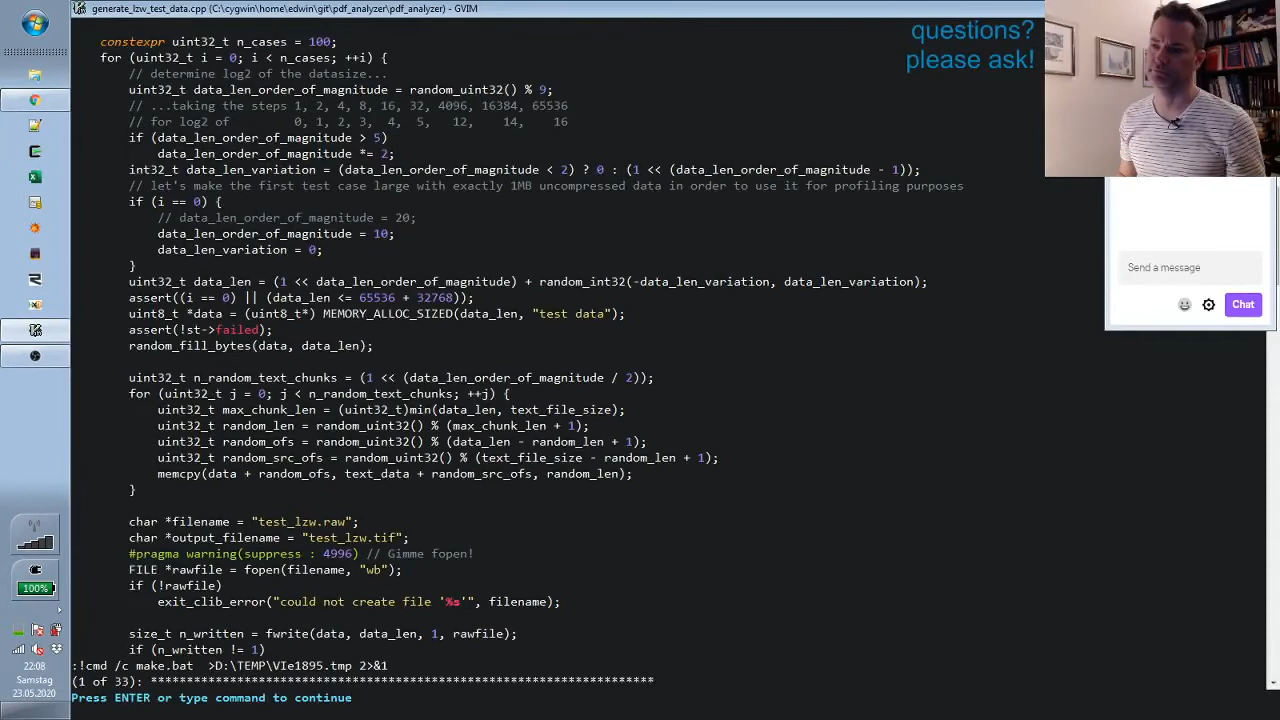 generate_lzw_test_data.cpp (C:\cygwin\home\edwin\git\pdf_analyzer\pdf_analyzer) - GVIM
questions?
please ask!
constexpr uint32_t n_cases = 100;
for (uint32_t i = 0; i < n_cases; ++i) {
// determine log2 of the datasize...
uint32_t data_len_order_of_magnitude = random_uint32() % 9;
// ...taking the steps 1, 2, 4, 8, 16, 32, 4096, 16384, 65536
// for log2 of 0, 1, 2, 3, 4, 5, 12, 14, 16
if (data_len_order_of_magnitude > 5)
data_len_order_of_magnitude *= 2;
int32_t data_len_variation = (data_len_order_of_magnitude < 2) ? 0 : (1 << (data_len_order_of_magnitude - 1));
// let's make the first test case large with exactly 1MB uncompressed data in order to use it for profiling purposes
if (i == 0) {
// data_len_order_of_magnitude = 20;
data_len_order_of_magnitude = 10;
data_len_variation = 0;
}
uint32_t data_len = (1 << data_len_order_of_magnitude) + random_int32(-data_len_variation, data_len_variation);
assert((i == 0) || (data_len <= 65536 + 32768));
uint8_t *data = (uint8_t*) MEMORY_ALLOC_SIZED(data_len, "test data");
assert(!st->failed);
random_fill_bytes(data, data_len);
uint32_t n_random_text_chunks = (1 << (data_len_order_of_magnitude / 2));
for (uint32_t j = 0; j < n_random_text_chunks; ++j) {
uint32_t max_chunk_len = (uint32_t)min(data_len, text_file_size);
uint32_t random_len = random_uint32() % (max_chunk_len + 1);
uint32_t random_ofs = random_uint32() % (data_len - random_len + 1);
uint32_t random_src_ofs = random_uint32() % (text_file_size - random_len + 1);
memcpy(data + random_ofs, text_data + random_src_ofs, random_len);
}
char *filename = "test_lzw.raw";
char *output_filename = "test_lzw.tif";
#pragma warning(suppress : 4996) // Gimme fopen!
FILE *rawfile = fopen(filename, "wb");
if (!rawfile)
exit_clib_error("could not create file '%s'", filename);
size_t n_written = fwrite(data, data_len, 1, rawfile);
if (n_written != 1)
:!cmd /c make.bat >D:\TEMP\VIe1895.tmp 2>&1
(1 of 33): **********************************************************************
Press ENTER or type command to continue
Send a message
Chat
100%
22:08
Samstag
23.05.2020